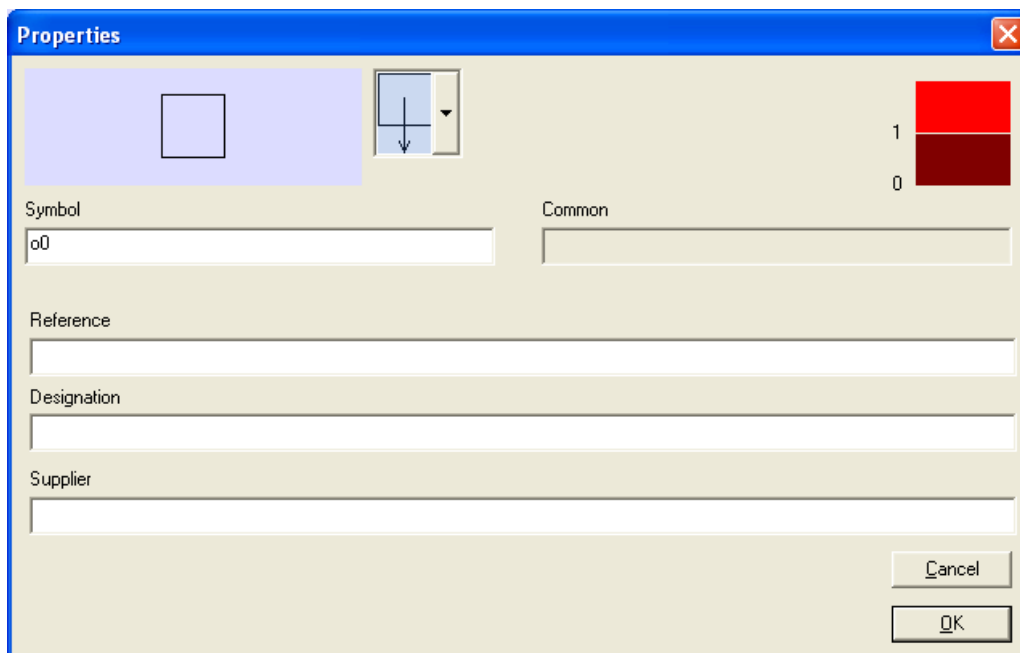 Properties
1
0
Symbol
Common
o0
Reference
Designation
Supplier
Cancel
OK